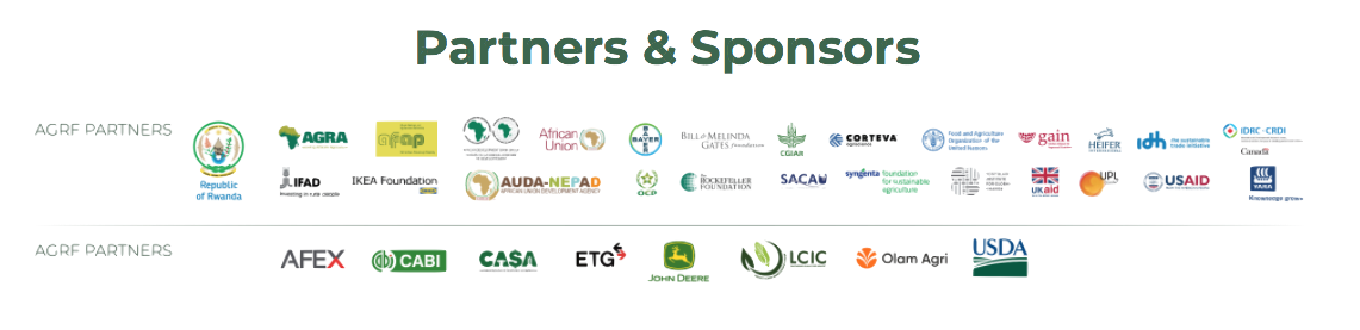 Partners & Sponsors
AGRF PARTNERS
Republic
of Rwanda
AGRA
afap
African
Union
BAYER
BAYER
BILL & MELINDA
GATES foundation
CGIAR
CORTEVA
agriscience
Food and Agriculture
Organization of the
United Nations
gain
HEIFER
INTERNATIONAL
idh
the sustainable
trade initiative
IDRC · CRDI
Canada
IFAD
Investing in rural people
IKEA Foundation
AUDA-NEPAD
AFRICAN UNION DEVELOPMENT AGENCY
OCP
The
ROCKEFELLER
FOUNDATION
SACAU
syngenta foundation
for sustainable
agriculture
UKaid
UPL
USAID
YARA
Knowledge grows
AGRF PARTNERS
AFEX
CABI
CASA
ETG
JOHN DEERE
LCIC
Olam Agri
USDA